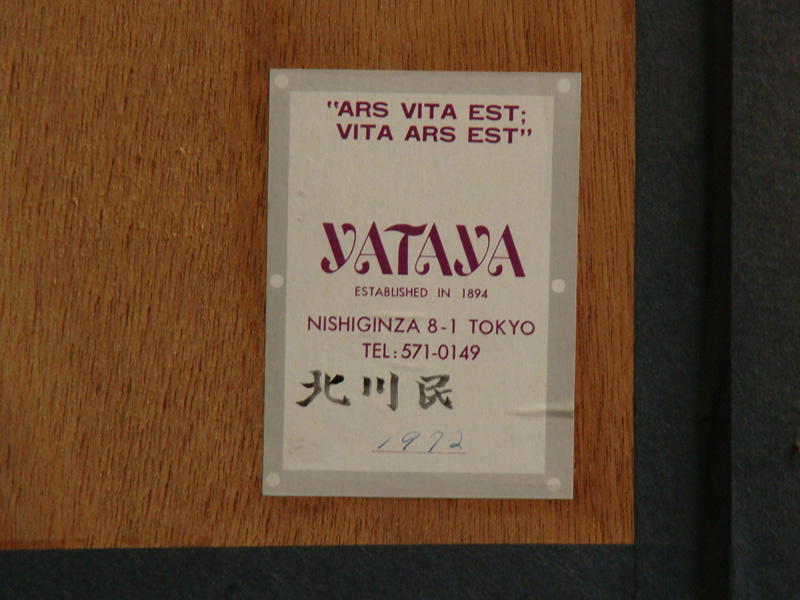 "ARS VITA EST;
VITA ARS EST"
YATAYA
ESTABLISHED IN 1894
NISHIGINZA 8-1 TOKYO
TEL: 571-0149
北川民
1972